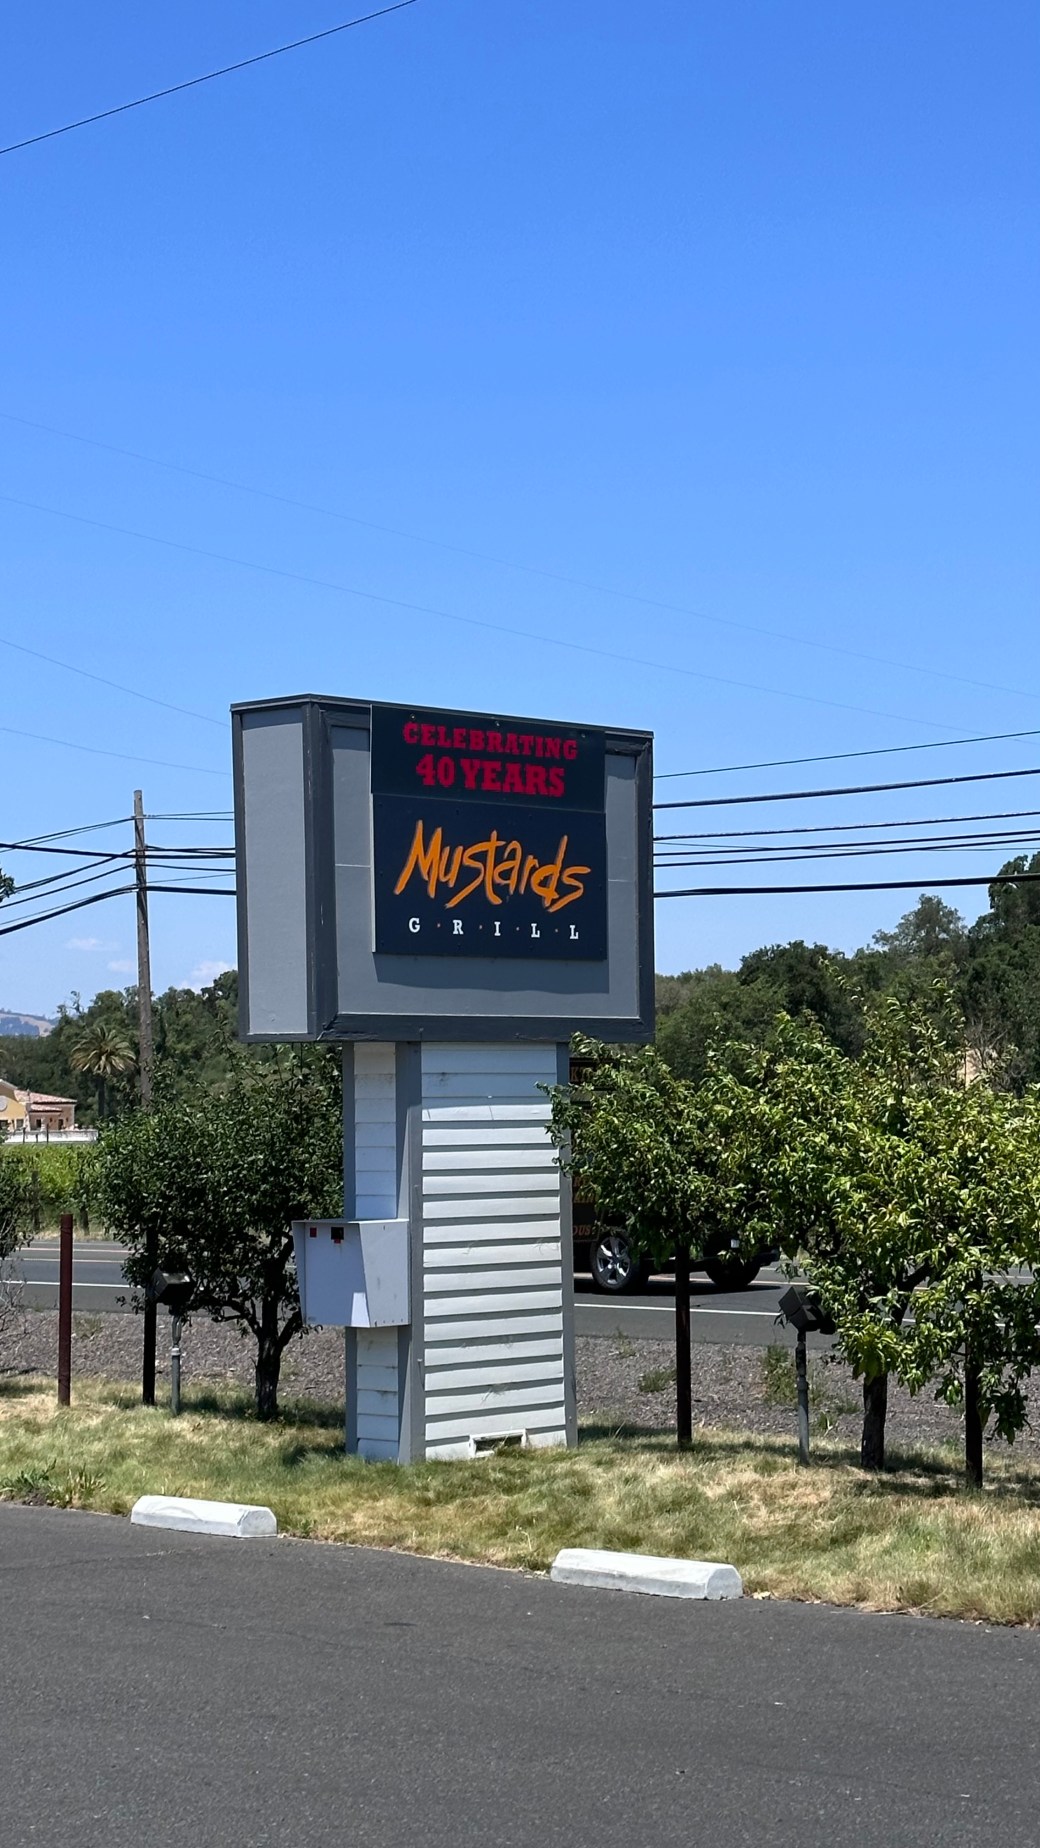 CELEBRATING
40 YEARS
Mustards
G·R·I·L·L